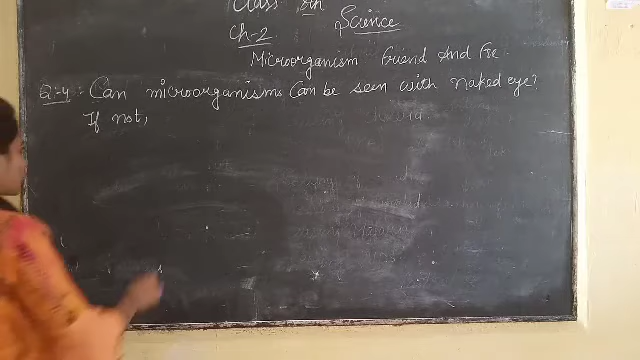 Class 8th
Science
Ch-2
Microorganism Friend And Foe.
Q:-4:- Can microorganisms Can be seen with naked eye?
If not,